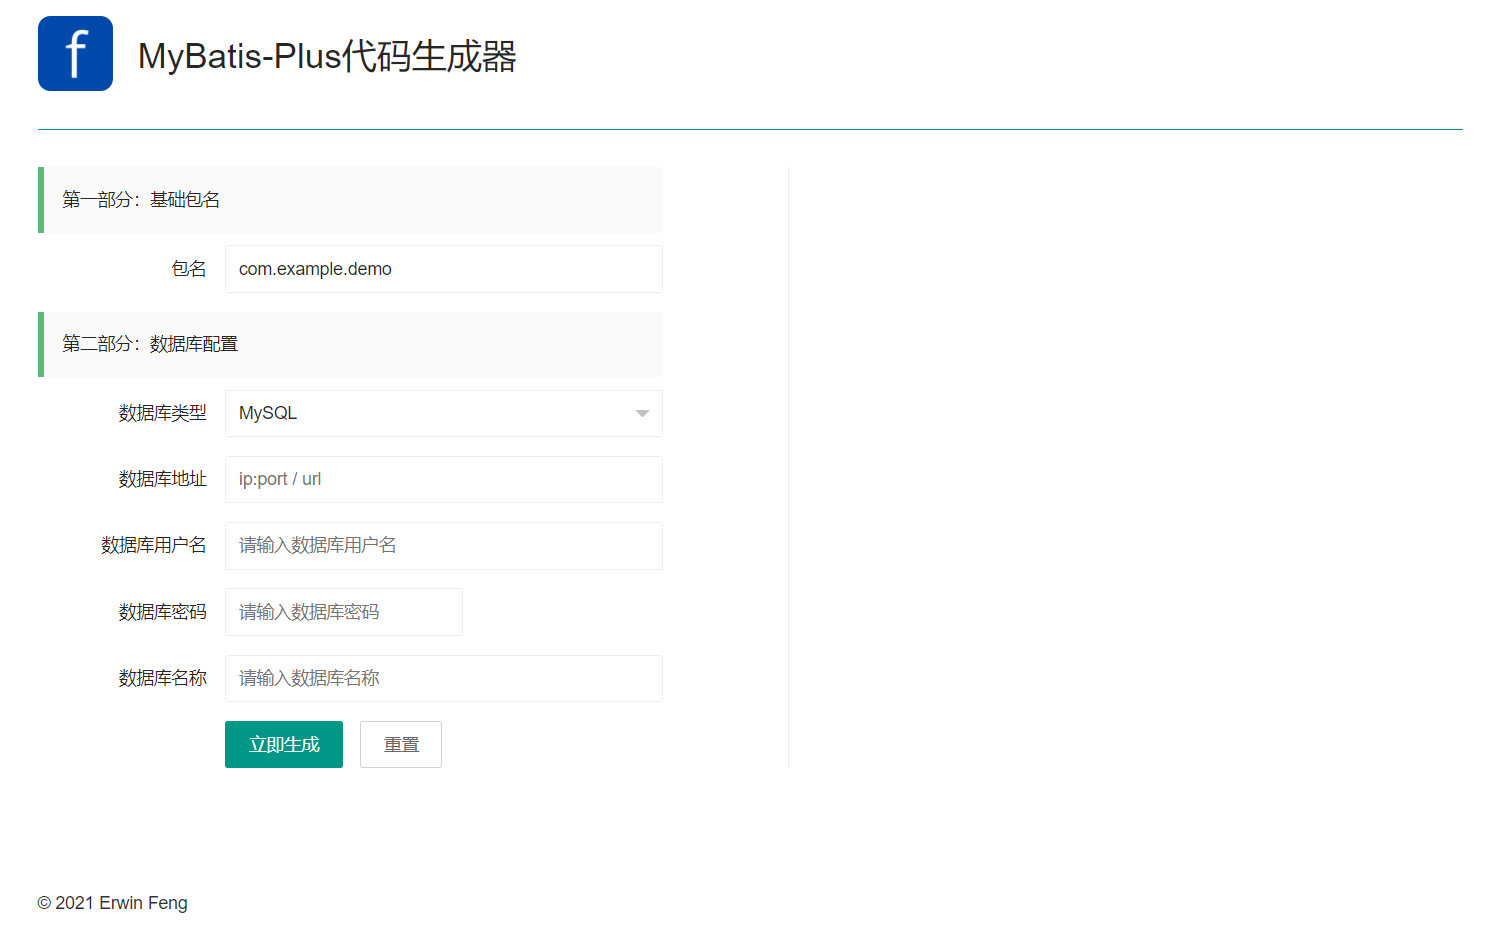 f
MyBatis-Plus代码生成器
第一部分：基础包名
包名
com.example.demo
第二部分：数据库配置
数据库类型
MySQL
数据库地址
ip:port / url
数据库用户名
请输入数据库用户名
数据库密码
请输入数据库密码
数据库名称
请输入数据库名称
立即生成
重置
© 2021 Erwin Feng